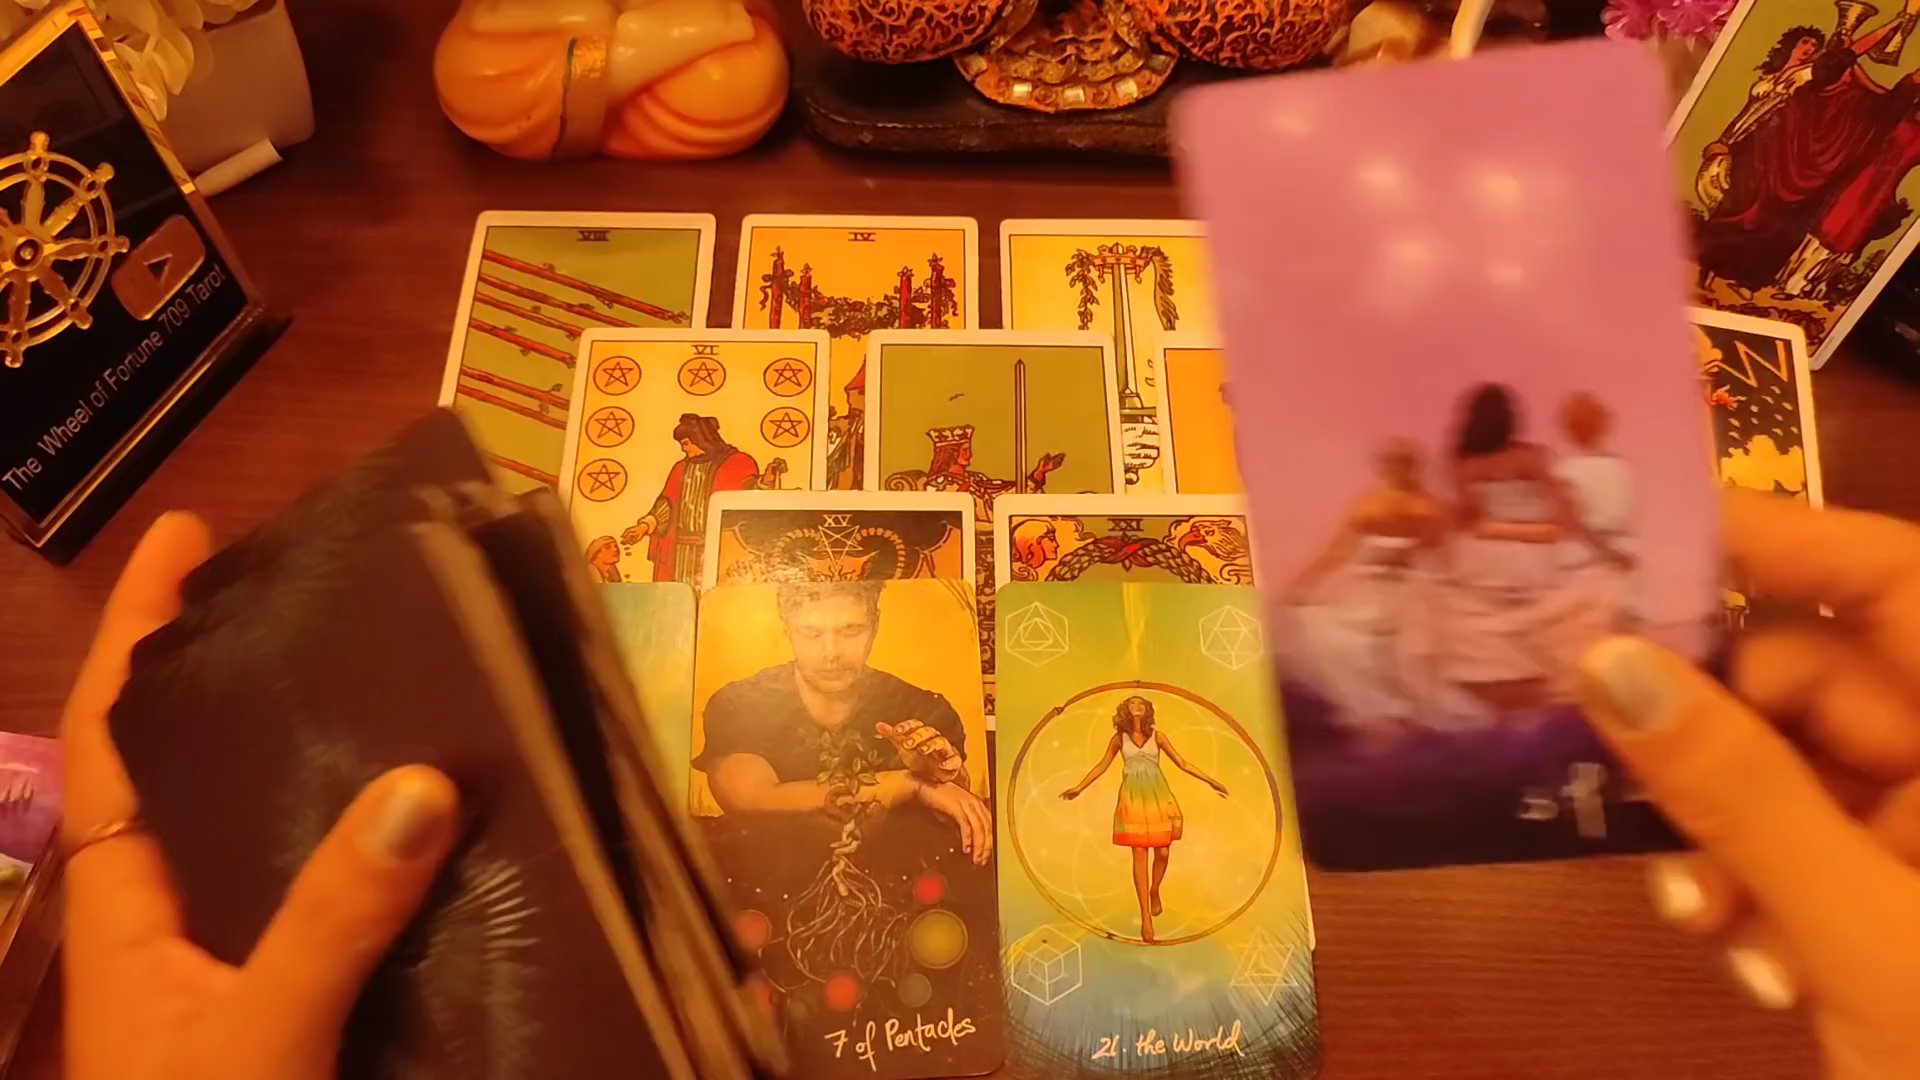 The Wheel of Fortune 709 Tarot
VIII
IV
VI
XV
XXI
7 of Pentacles
21. the World